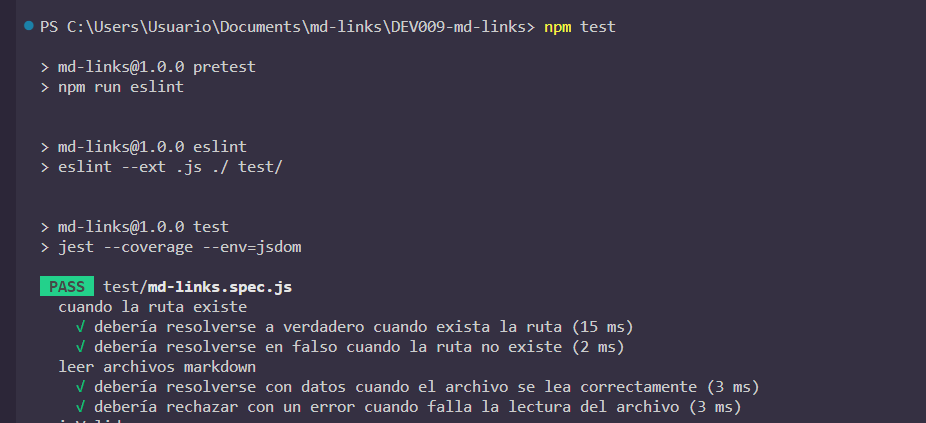 PS C:\Users\Usuario\Documents\md-links\DEV009-md-links> npm test
> md-links@1.0.0 pretest
> npm run eslint
> md-links@1.0.0 eslint
> eslint --ext .js ./ test/
> md-links@1.0.0 test
> jest --coverage --env=jsdom
PASS test/md-links.spec.js
cuando la ruta existe
√ debería resolverse a verdadero cuando exista la ruta (15 ms)
√ debería resolverse en falso cuando la ruta no existe (2 ms)
leer archivos markdown
√ debería resolverse con datos cuando el archivo se lea correctamente (3 ms)
√ debería rechazar con un error cuando falla la lectura del archivo (3 ms)